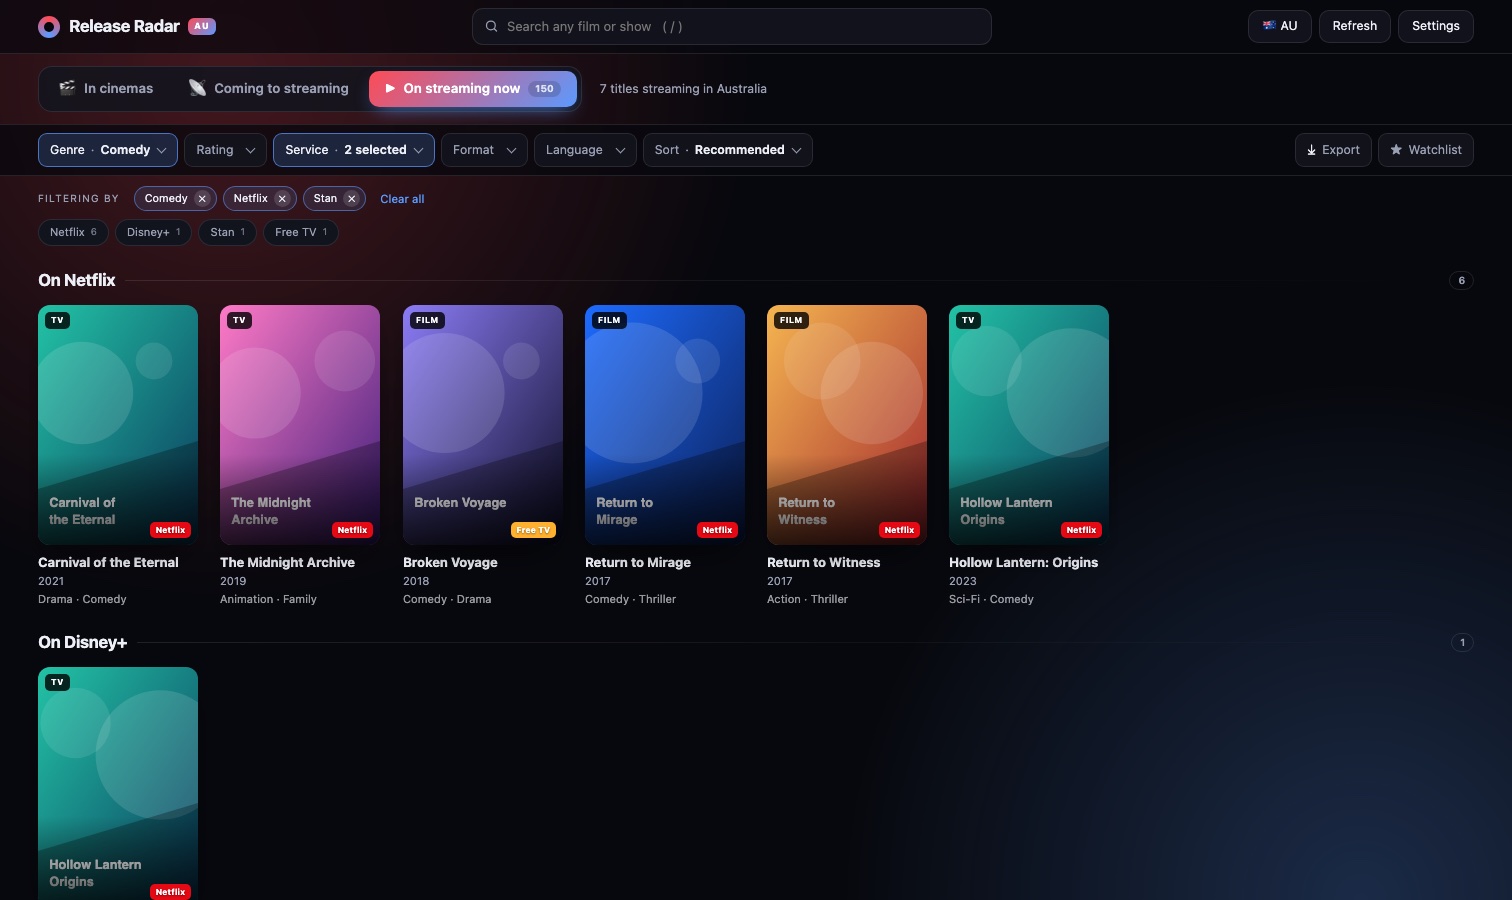 Release Radar AU
Search any film or show ( / )
AU
Refresh
Settings
In cinemas
Coming to streaming
On streaming now 150
7 titles streaming in Australia
Genre · Comedy
Rating
Service · 2 selected
Format
Language
Sort · Recommended
Export
Watchlist
FILTERING BY
Comedy
Netflix
Stan
Clear all
Netflix 6
Disney+ 1
Stan 1
Free TV 1
On Netflix
6
TV
Carnival of
the Eternal
Netflix
Carnival of the Eternal
2021
Drama · Comedy
TV
The Midnight
Archive
Netflix
The Midnight Archive
2019
Animation · Family
FILM
Broken Voyage
Free TV
Broken Voyage
2018
Comedy · Drama
FILM
Return to
Mirage
Netflix
Return to Mirage
2017
Comedy · Thriller
FILM
Return to
Witness
Netflix
Return to Witness
2017
Action · Thriller
TV
Hollow Lantern
Origins
Netflix
Hollow Lantern: Origins
2023
Sci-Fi · Comedy
On Disney+
1
TV
Hollow Lantern
Origins
Netflix